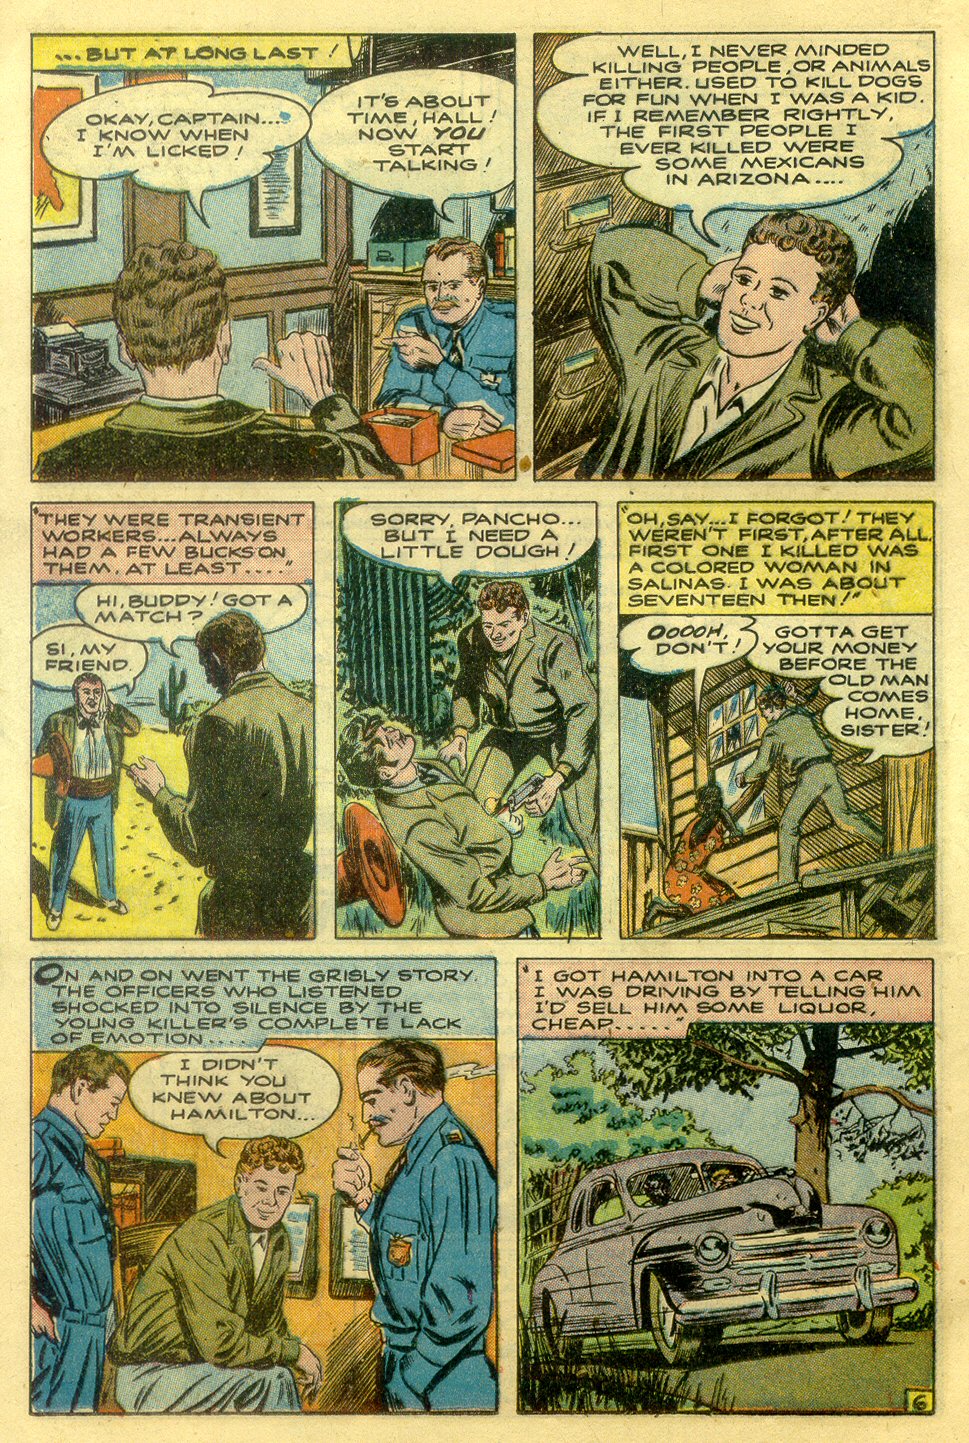 ...BUT AT LONG LAST!
OKAY, CAPTAIN...
I KNOW WHEN
I'M LICKED!
IT'S ABOUT
TIME, HALL!
NOW YOU
START
TALKING!
WELL, I NEVER MINDED
KILLING PEOPLE, OR ANIMALS
EITHER. USED TO KILL DOGS
FOR FUN WHEN I WAS A KID.
IF I REMEMBER RIGHTLY,
THE FIRST PEOPLE I
EVER KILLED WERE
SOME MEXICANS
IN ARIZONA....
"THEY WERE TRANSIENT
WORKERS...ALWAYS
HAD A FEW BUCKS ON
THEM. AT LEAST...."
HI, BUDDY! GOT A
MATCH?
SI, MY
FRIEND.
SORRY, PANCHO...
BUT I NEED A
LITTLE DOUGH!
"OH, SAY...I FORGOT! THEY
WEREN'T FIRST, AFTER ALL.
FIRST ONE I KILLED WAS
A COLORED WOMAN IN
SALINAS. I WAS ABOUT
SEVENTEEN THEN!"
OOOOH,
DON'T!
GOTTA GET
YOUR MONEY
BEFORE THE
OLD MAN
COMES
HOME,
SISTER!
ON AND ON WENT THE GRISLY STORY.
THE OFFICERS WHO LISTENED
SHOCKED INTO SILENCE BY THE
YOUNG KILLER'S COMPLETE LACK
OF EMOTION....
I DIDN'T
THINK YOU
KNEW ABOUT
HAMILTON...
"I GOT HAMILTON INTO A CAR
I WAS DRIVING BY TELLING HIM
I'D SELL HIM SOME LIQUOR,
CHEAP....."
6